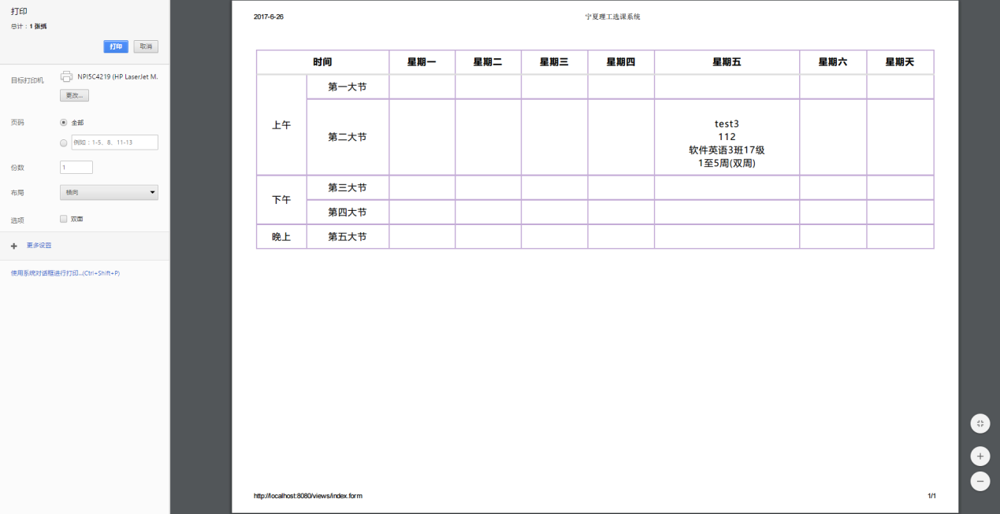 打印
总计：1 张纸
打印 取消
目标打印机 NPI5C4219 (HP LaserJet M.
更改...
页码 全部
例如：1-5、8、11-13
份数 1
布局 横向
选项 双面
更多设置
使用系统对话框进行打印...(Ctrl+Shift+P)
2017-6-26 宁夏理工选课系统
时间 星期一 星期二 星期三 星期四 星期五 星期六 星期天
上午 第一大节
第二大节
test3
112
软件英语3班17级
1至5周(双周)
下午 第三大节
第四大节
晚上 第五大节
http://localhost:8080/views/index.form 1/1